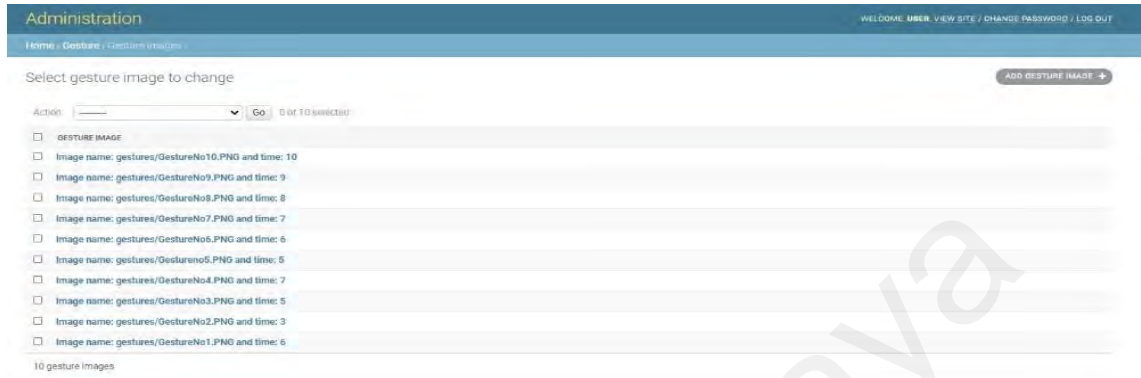 Administration
WELCOME, USER. VIEW SITE / CHANGE PASSWORD / LOG OUT
Home › Gesture › Gesture images
Select gesture image to change
ADD GESTURE IMAGE +
Action: --------- Go 0 of 10 selected
GESTURE IMAGE
Image name: gestures/GestureNo10.PNG and time: 10
Image name: gestures/GestureNo9.PNG and time: 9
Image name: gestures/GestureNo8.PNG and time: 8
Image name: gestures/GestureNo7.PNG and time: 7
Image name: gestures/GestureNo6.PNG and time: 6
Image name: gestures/Gestureno5.PNG and time: 5
Image name: gestures/GestureNo4.PNG and time: 7
Image name: gestures/GestureNo3.PNG and time: 5
Image name: gestures/GestureNo2.PNG and time: 3
Image name: gestures/GestureNo1.PNG and time: 6
10 gesture images